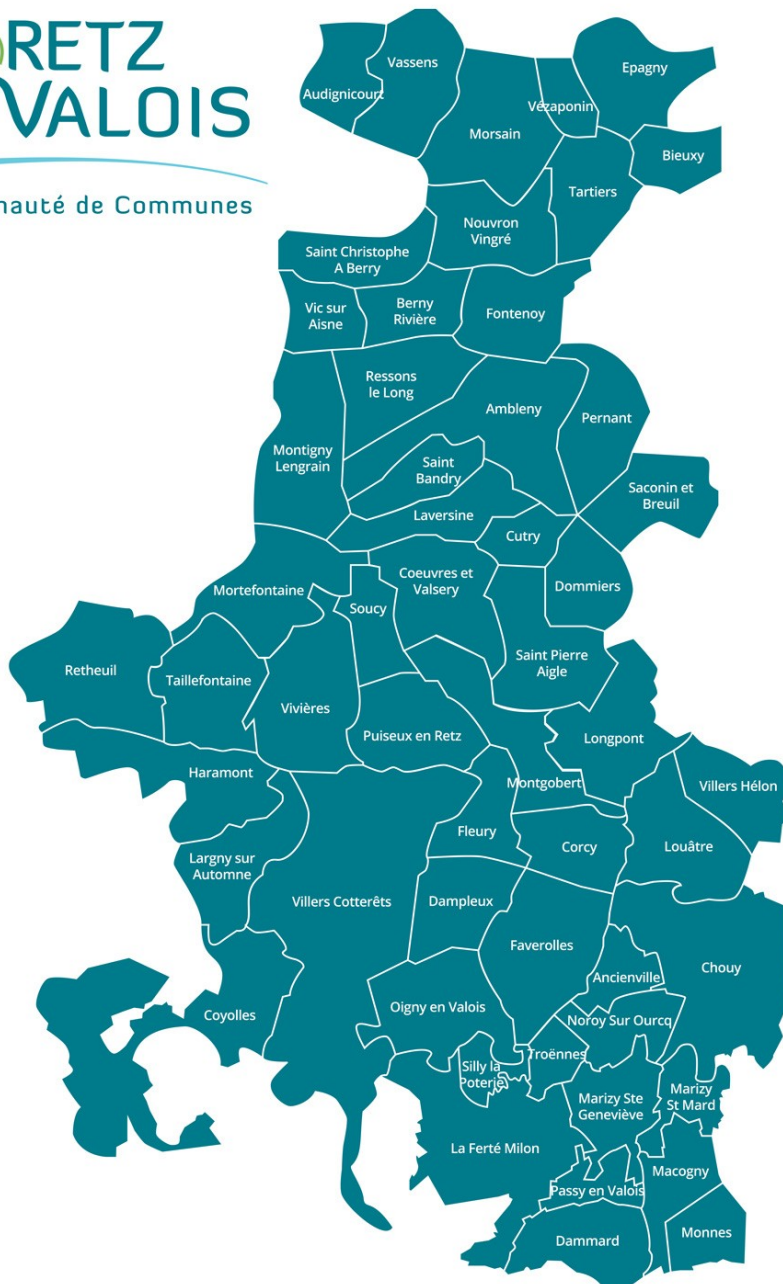 RETZ
VALOIS
nauté de Communes
Vassens
Audignicourt
Epagny
Vézaponin
Morsain
Bieuxy
Tartiers
Nouvron
Vingré
Saint Christophe
A Berry
Vic sur
Aisne
Berny
Rivière
Fontenoy
Ressons
le Long
Ambleny
Pernant
Montigny
Lengrain
Saint
Bandry
Saconin et
Breuil
Laversine
Cutry
Mortefontaine
Coeuvres et
Valsery
Dommiers
Soucy
Retheuil
Taillefontaine
Saint Pierre
Aigle
Vivières
Puiseux en Retz
Longpont
Haramont
Montgobert
Villers Hélon
Fleury
Corcy
Louâtre
Largny sur
Automne
Villers Cotterêts
Dampleux
Faverolles
Ancienville
Chouy
Coyolles
Oigny en Valois
Noroy Sur Ourcq
Silly la
Poterie
Troënnes
Marizy Ste
Geneviève
Marizy
St Mard
La Ferté Milon
Passy en Valois
Macogny
Dammard
Monnes